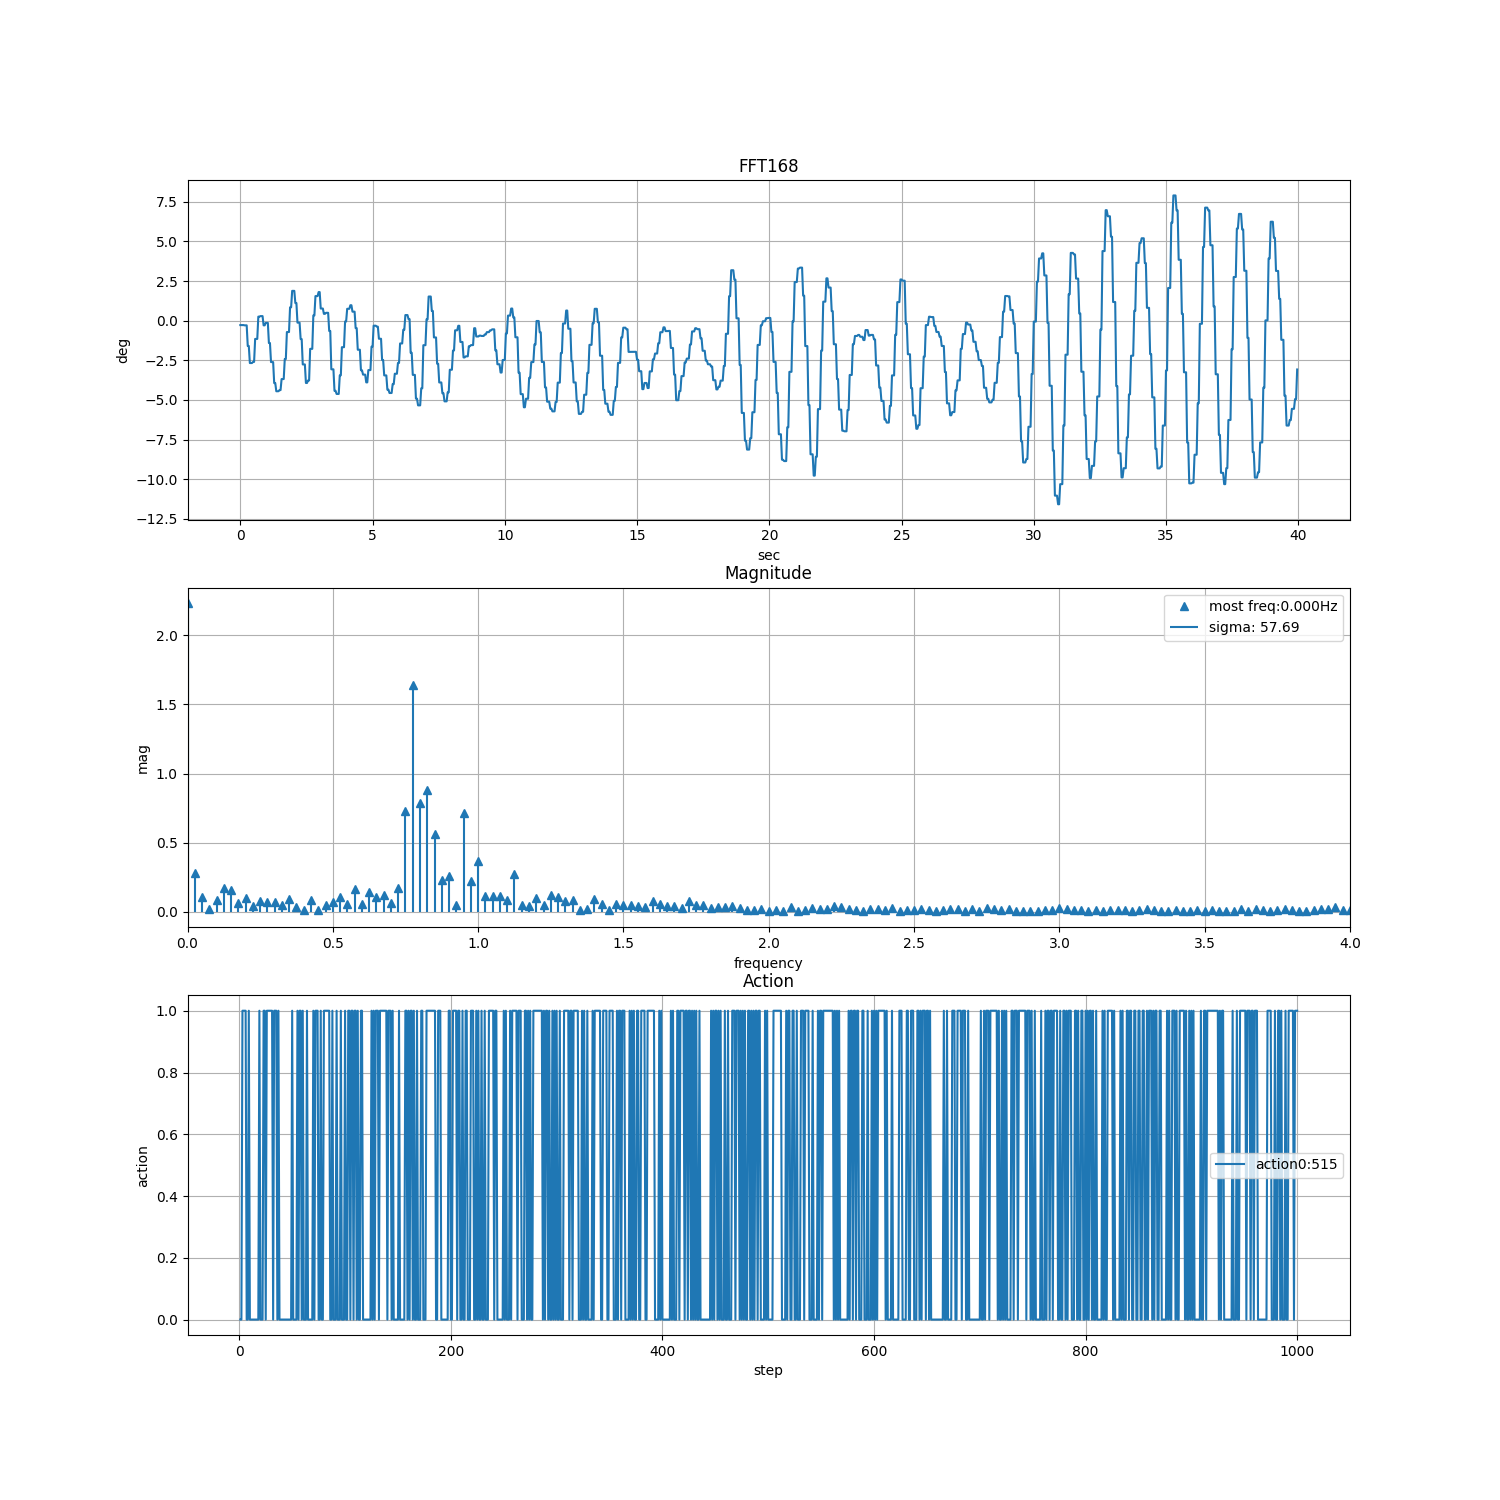 FFT168
7.5
5.0
2.5
0.0
−2.5
−5.0
−7.5
−10.0
−12.5
deg
0 5 10 15 20 25 30 35 40
sec
Magnitude
most freq:0.000Hz
sigma: 57.69
2.0
1.5
1.0
0.5
0.0
mag
0.0 0.5 1.0 1.5 2.0 2.5 3.0 3.5 4.0
frequency
Action
1.0
0.8
0.6
0.4
0.2
0.0
action
action0:515
0 200 400 600 800 1000
step